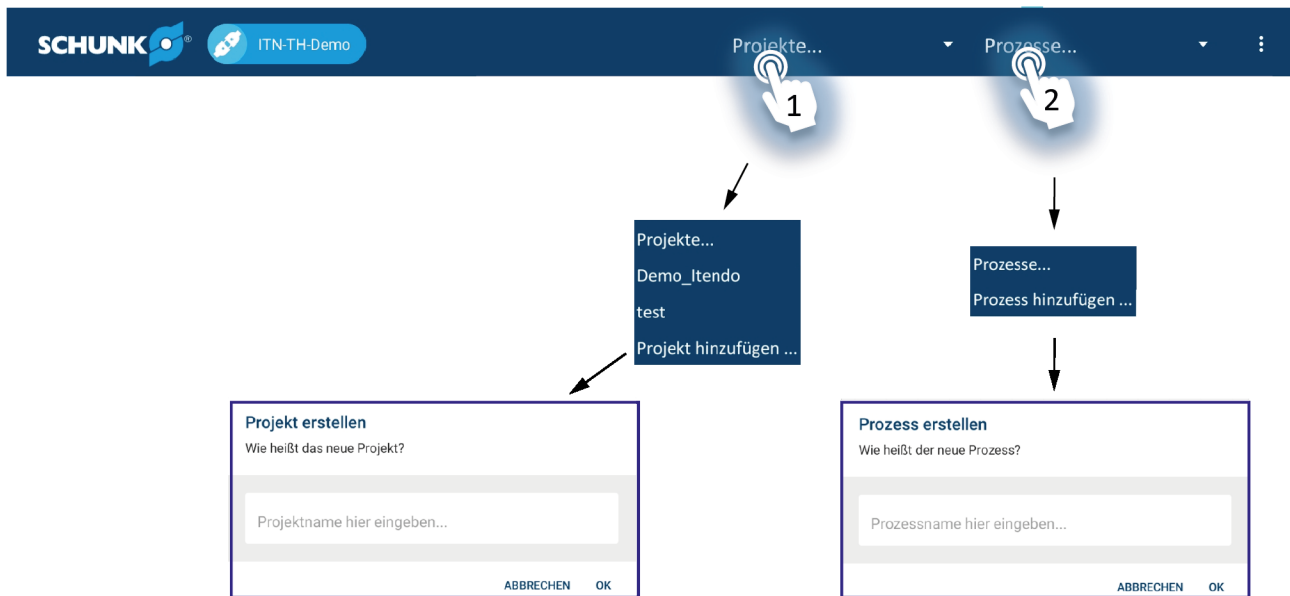 SCHUNK ® ITN-TH-Demo Projekte... Prozesse...
1 2
Projekte...
Demo_Itendo
test
Projekt hinzufügen ...
Prozesse...
Prozess hinzufügen ...
Projekt erstellen
Wie heißt das neue Projekt?
Projektname hier eingeben...
ABBRECHEN OK
Prozess erstellen
Wie heißt der neue Prozess?
Prozessname hier eingeben...
ABBRECHEN OK